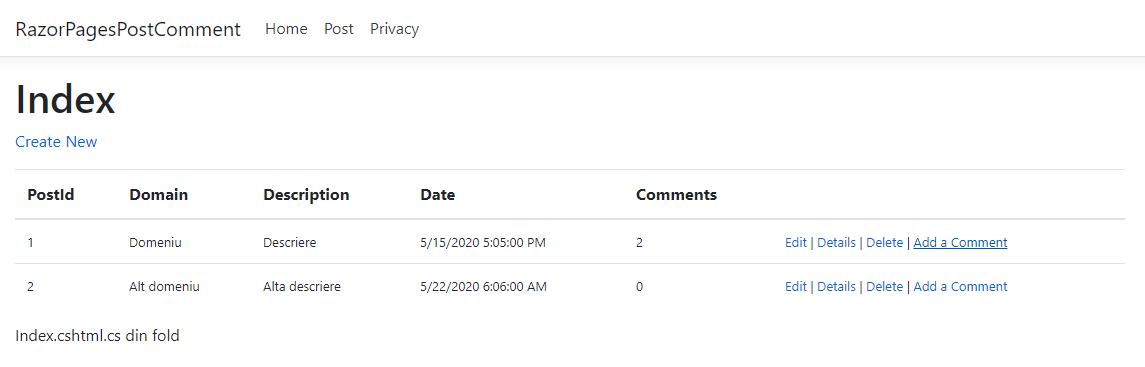 RazorPagesPostComment Home Post Privacy
Index
Create New
PostId Domain Description Date Comments
1 Domeniu Descriere 5/15/2020 5:05:00 PM 2 Edit | Details | Delete | Add a Comment
2 Alt domeniu Alta descriere 5/22/2020 6:06:00 AM 0 Edit | Details | Delete | Add a Comment
Index.cshtml.cs din fold